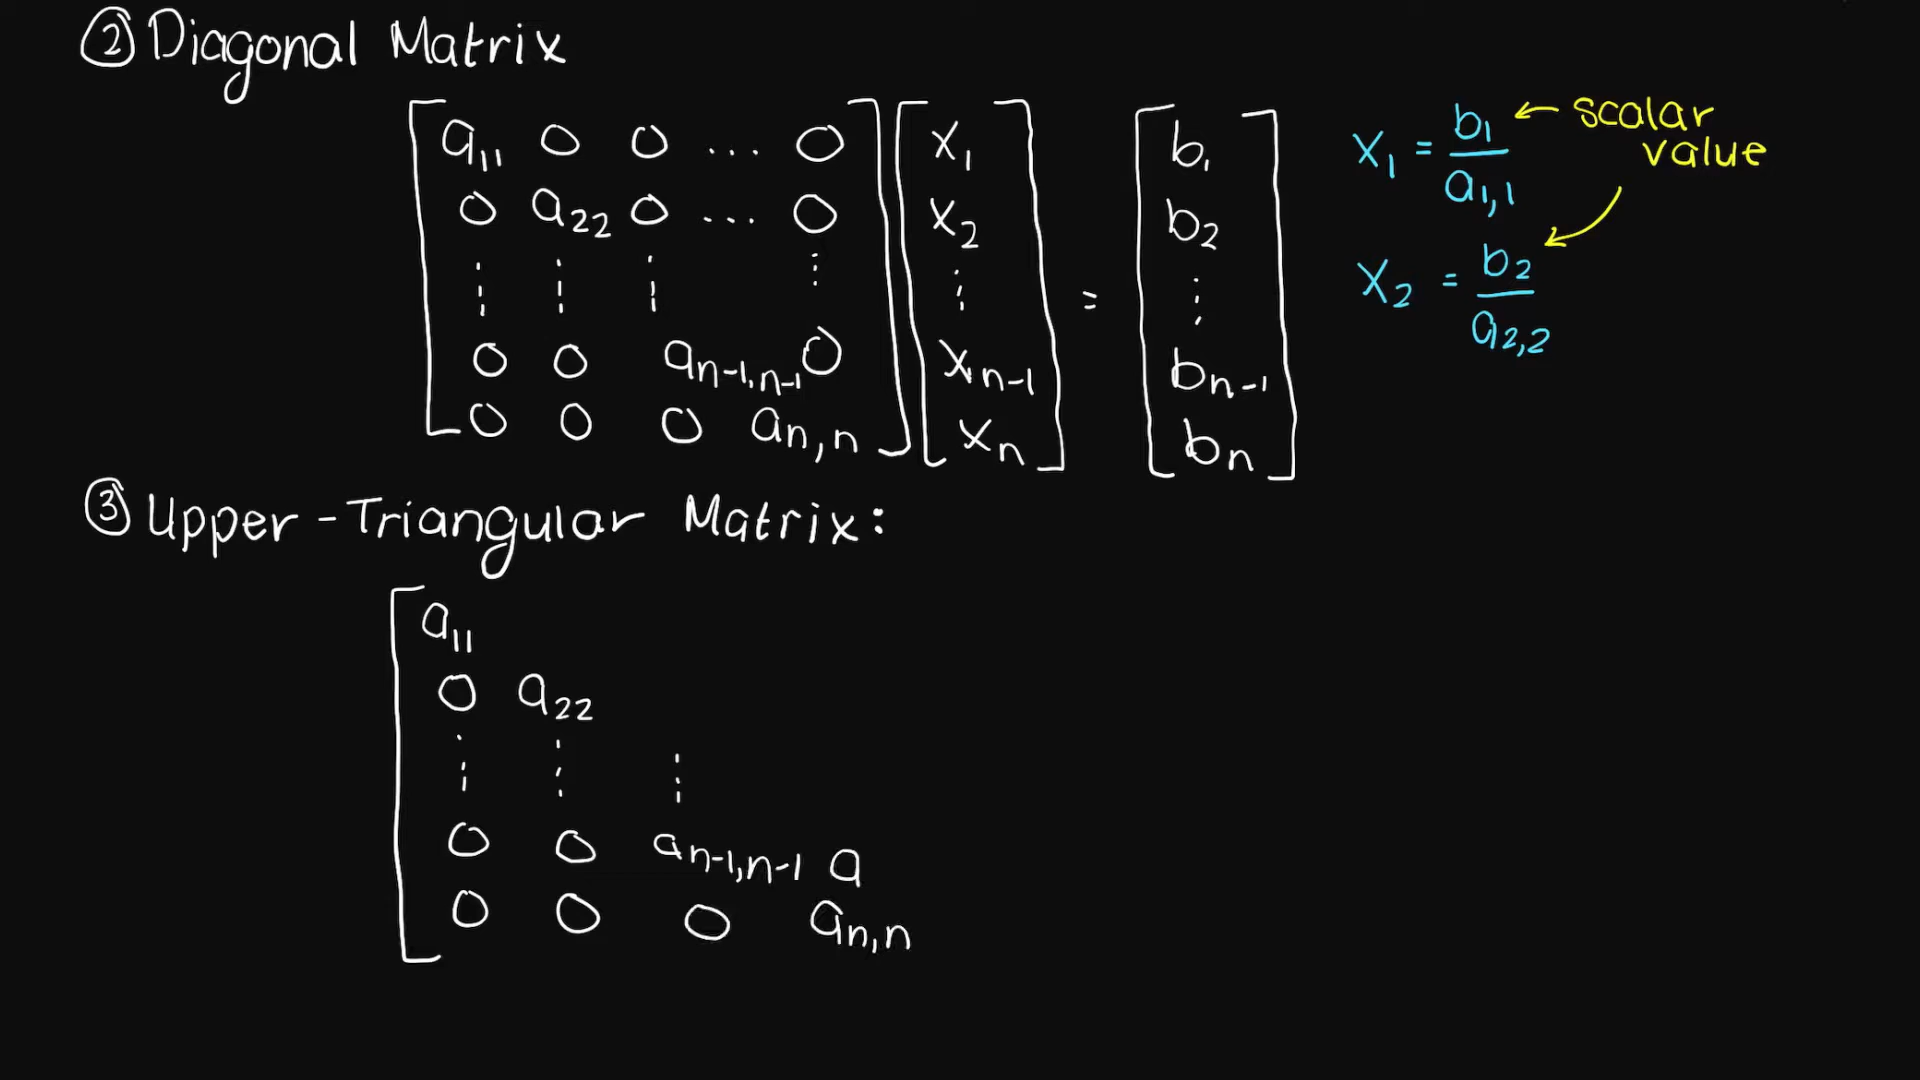 ② Diagonal Matrix
a11 0 0 ... 0 x1 b1
0 a22 0 ... 0 x2 b2
⋮ ⋮ ⋮ ⋮ ⋮ = ⋮
0 0 an-1,n-1 0 xn-1 bn-1
0 0 0 an,n xn bn
x1 = b1/a1,1 ← scalar
value
x2 = b2/a2,2
③ Upper-Triangular Matrix:
a11
0 a22
⋮ ⋮ ⋮
0 0 an-1,n-1 a
0 0 0 an,n